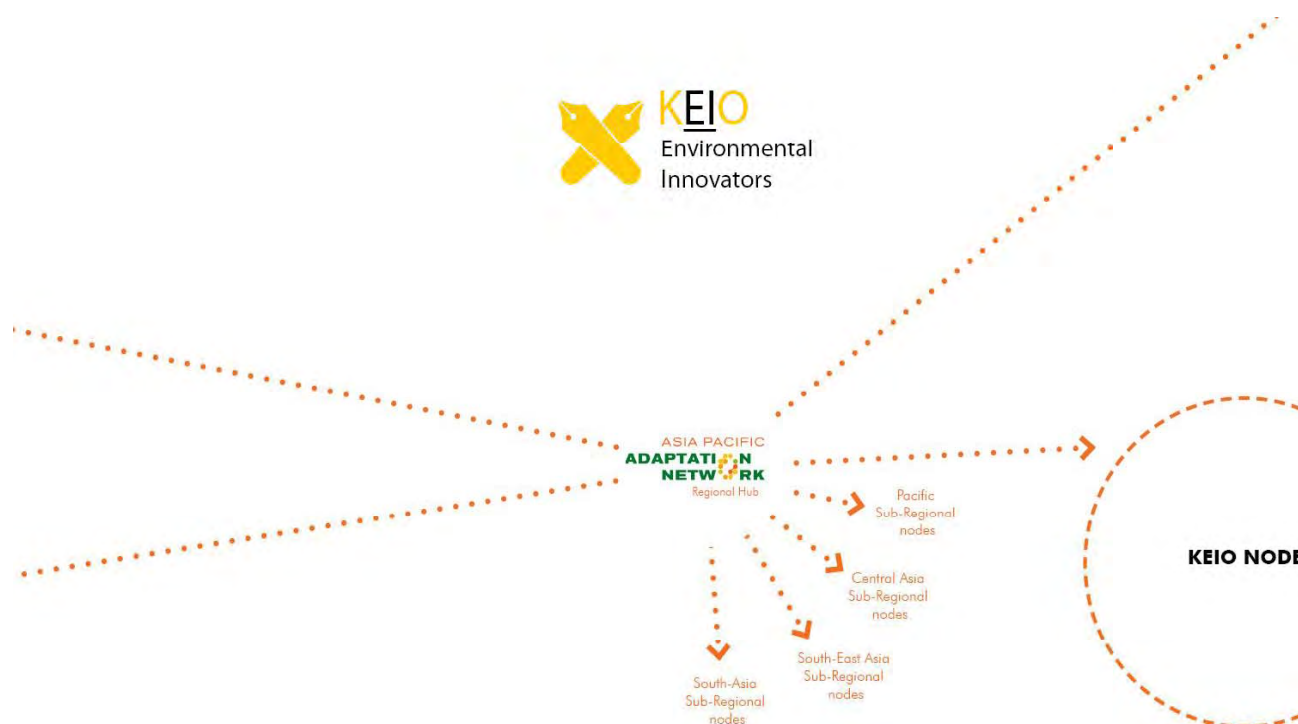 KEIO
Environmental
Innovators
ASIA PACIFIC
ADAPTATION
NETWORK
Regional Hub
Pacific
Sub-Regional
nodes
Central Asia
Sub-Regional
nodes
South-East Asia
Sub-Regional
nodes
South-Asia
Sub-Regional
nodes
KEIO NODE